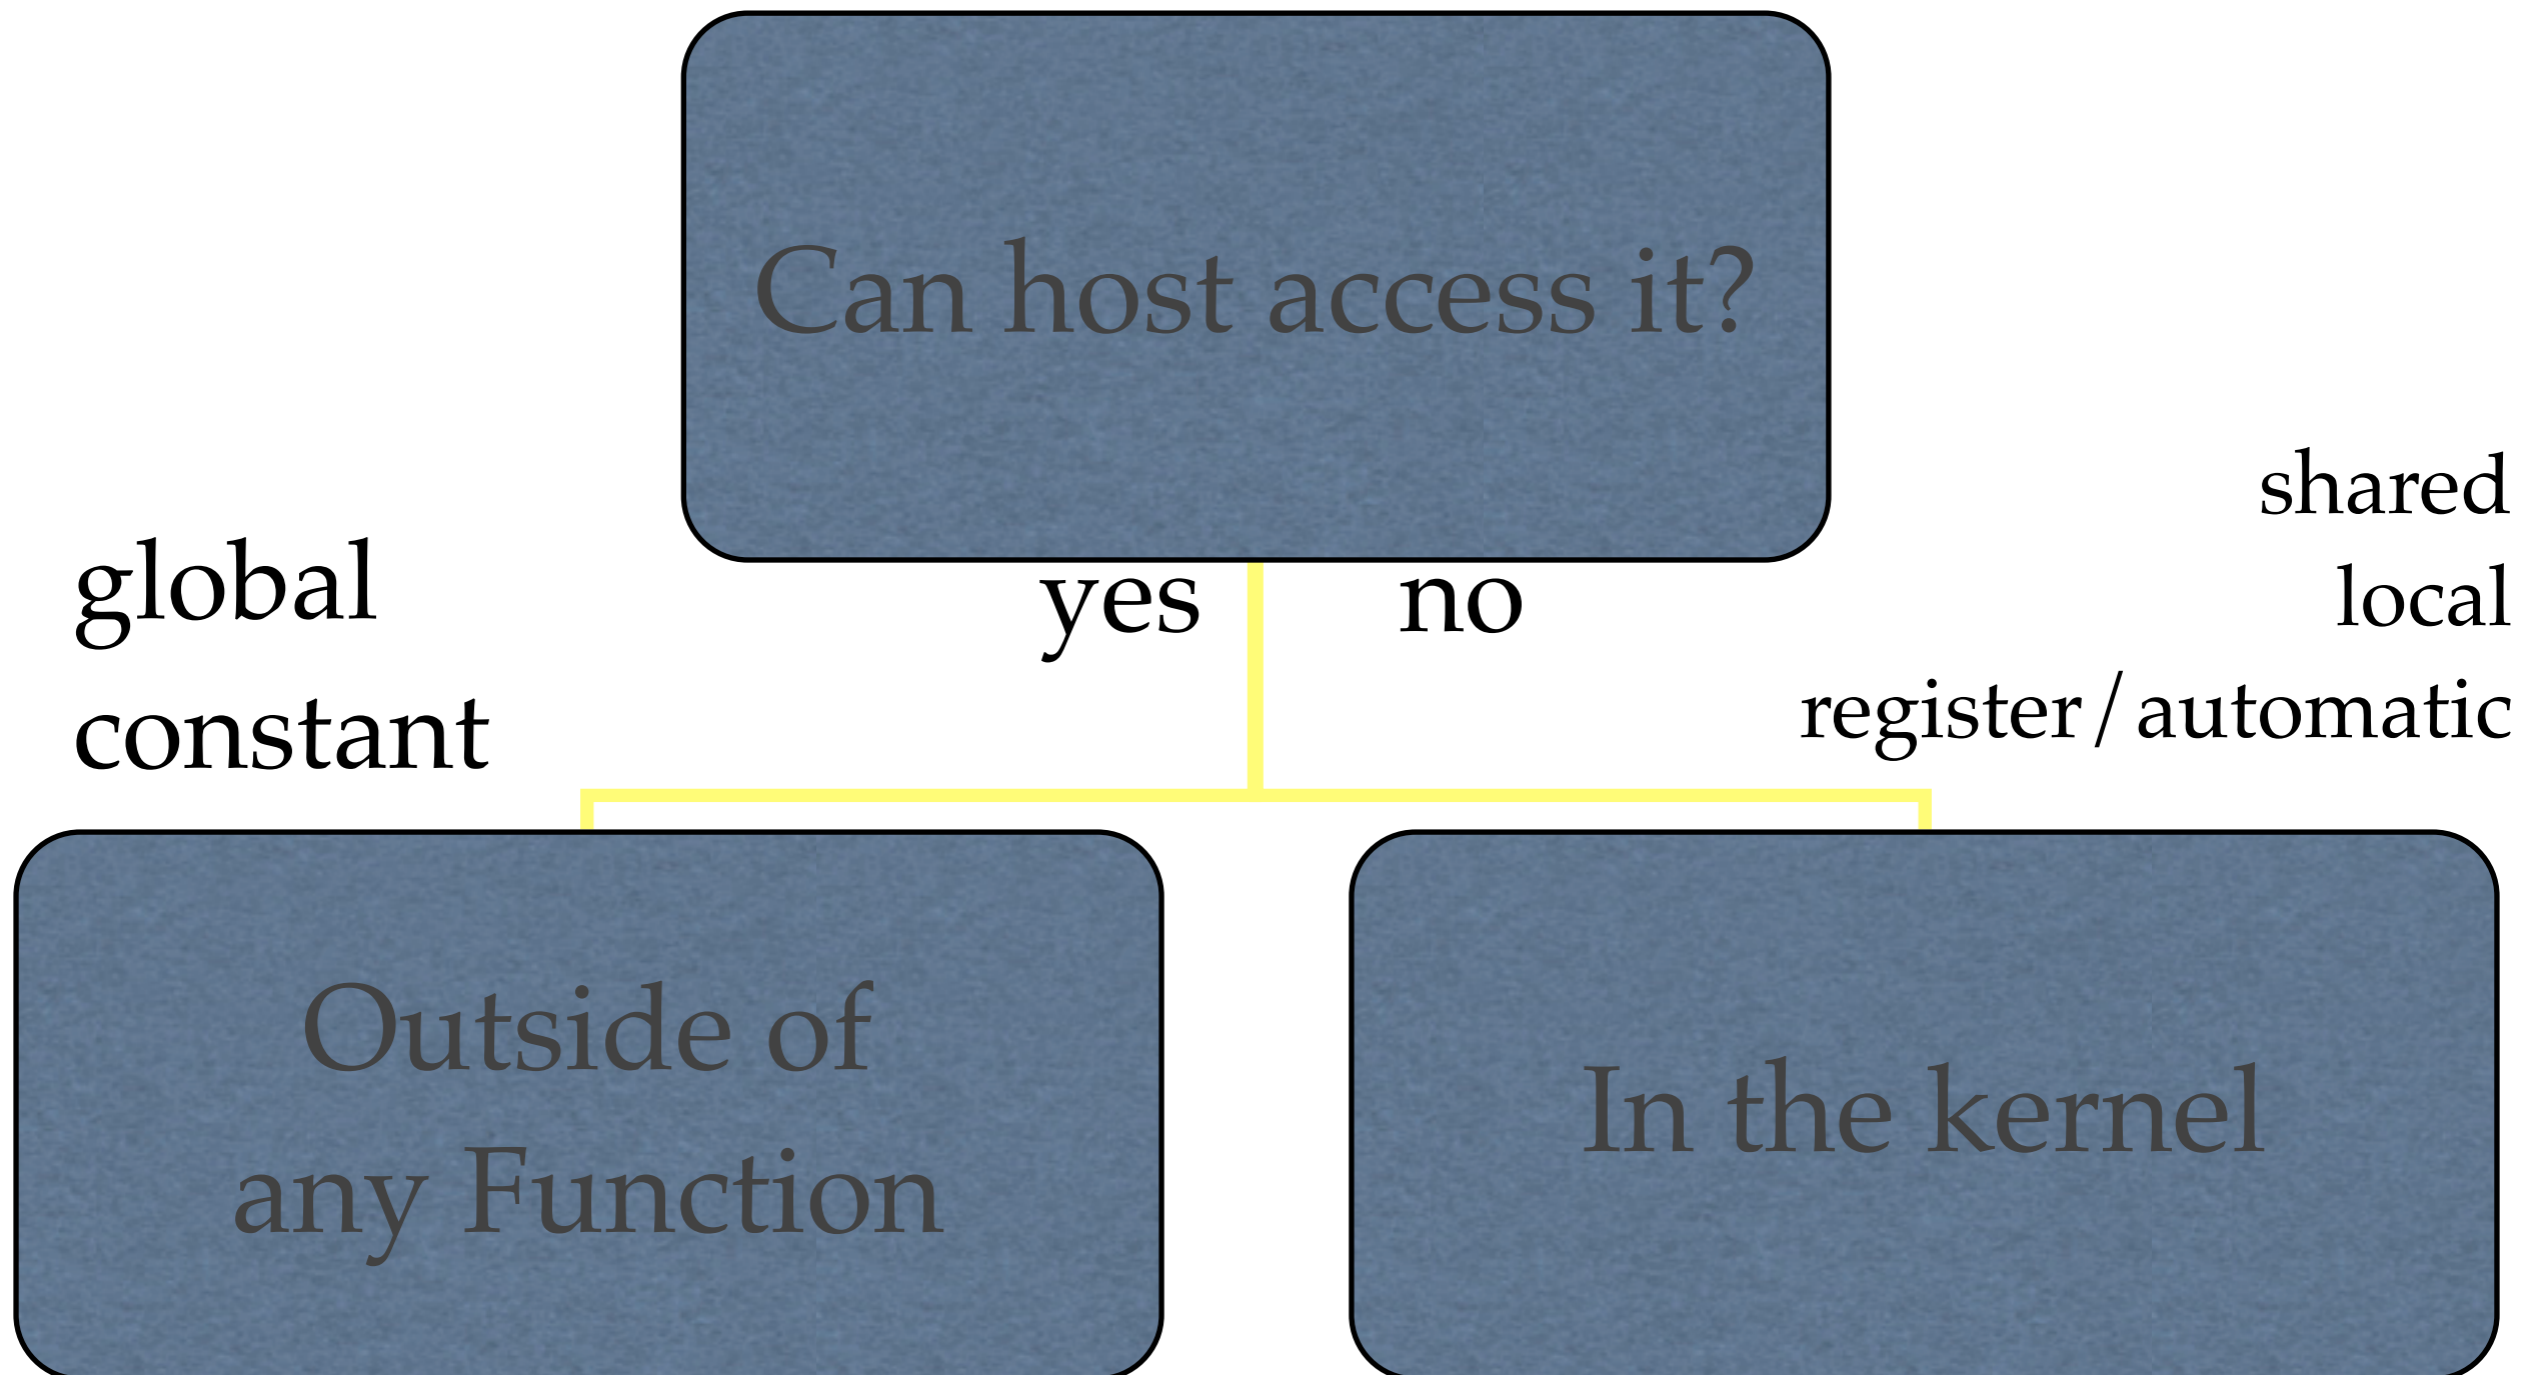 Can host access it?
global
constant
yes
no
shared
local
register/automatic
Outside of
any Function
In the kernel